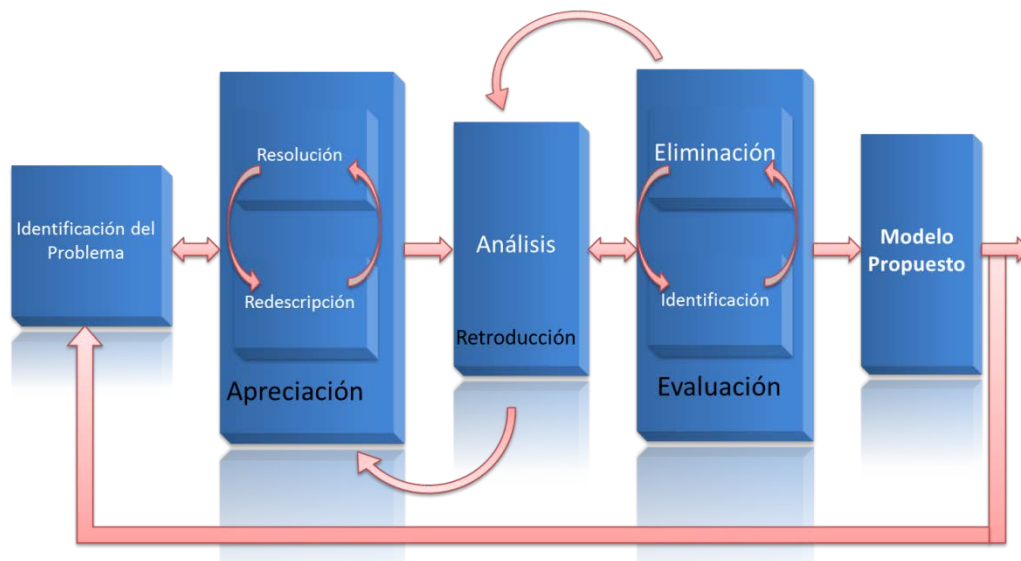 Identificación del
Problema
Resolución
Redescripción
Apreciación
Análisis
Retroducción
Eliminación
Identificación
Evaluación
Modelo
Propuesto